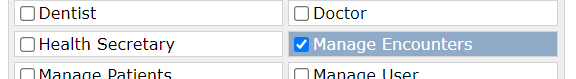 Dentist
Doctor
Health Secretary
Manage Encounters
Manage Patients
Manage User